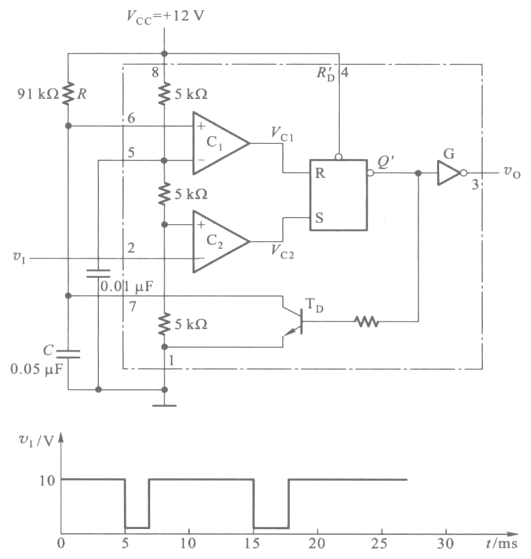 V_CC=+12 V
8
R'_D 4
91 kΩ R
5 kΩ
6
+
C_1
V_C1
5
−
R
Q'
G
3
v_O
5 kΩ
S
+
C_2
V_C2
v_I
2
−
0.01 μF
7
T_D
5 kΩ
C
0.05 μF
1
v_I/V
10
0
5
10
15
20
25
30
t/ms